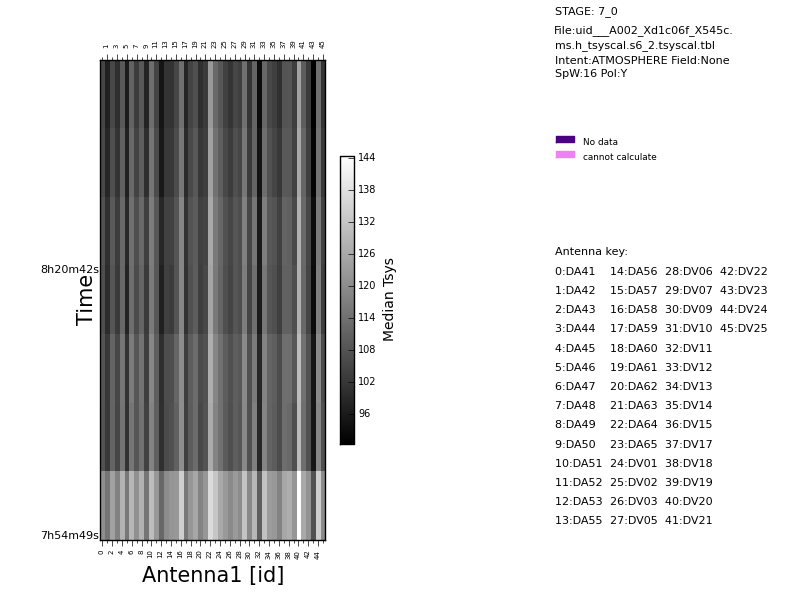 STAGE: 7_0
File:uid___A002_Xd1c06f_X545c.
ms.h_tsyscal.s6_2.tsyscal.tbl
Intent:ATMOSPHERE Field:None
SpW:16 Pol:Y
1 3 5 7 9 11 13 15 17 19 21 23 25 27 29 31 33 35 37 39 41 43 45
No data
cannot calculate
144
138
132
126
120
114
108
102
96
Median Tsys
8h20m42s
Time
7h54m49s
0 2 4 6 8 10 12 14 16 18 20 22 24 26 28 30 32 34 36 38 40 42 44
Antenna1 [id]
Antenna key:
0:DA41 14:DA56 28:DV06 42:DV22
1:DA42 15:DA57 29:DV07 43:DV23
2:DA43 16:DA58 30:DV09 44:DV24
3:DA44 17:DA59 31:DV10 45:DV25
4:DA45 18:DA60 32:DV11
5:DA46 19:DA61 33:DV12
6:DA47 20:DA62 34:DV13
7:DA48 21:DA63 35:DV14
8:DA49 22:DA64 36:DV15
9:DA50 23:DA65 37:DV17
10:DA51 24:DV01 38:DV18
11:DA52 25:DV02 39:DV19
12:DA53 26:DV03 40:DV20
13:DA55 27:DV05 41:DV21